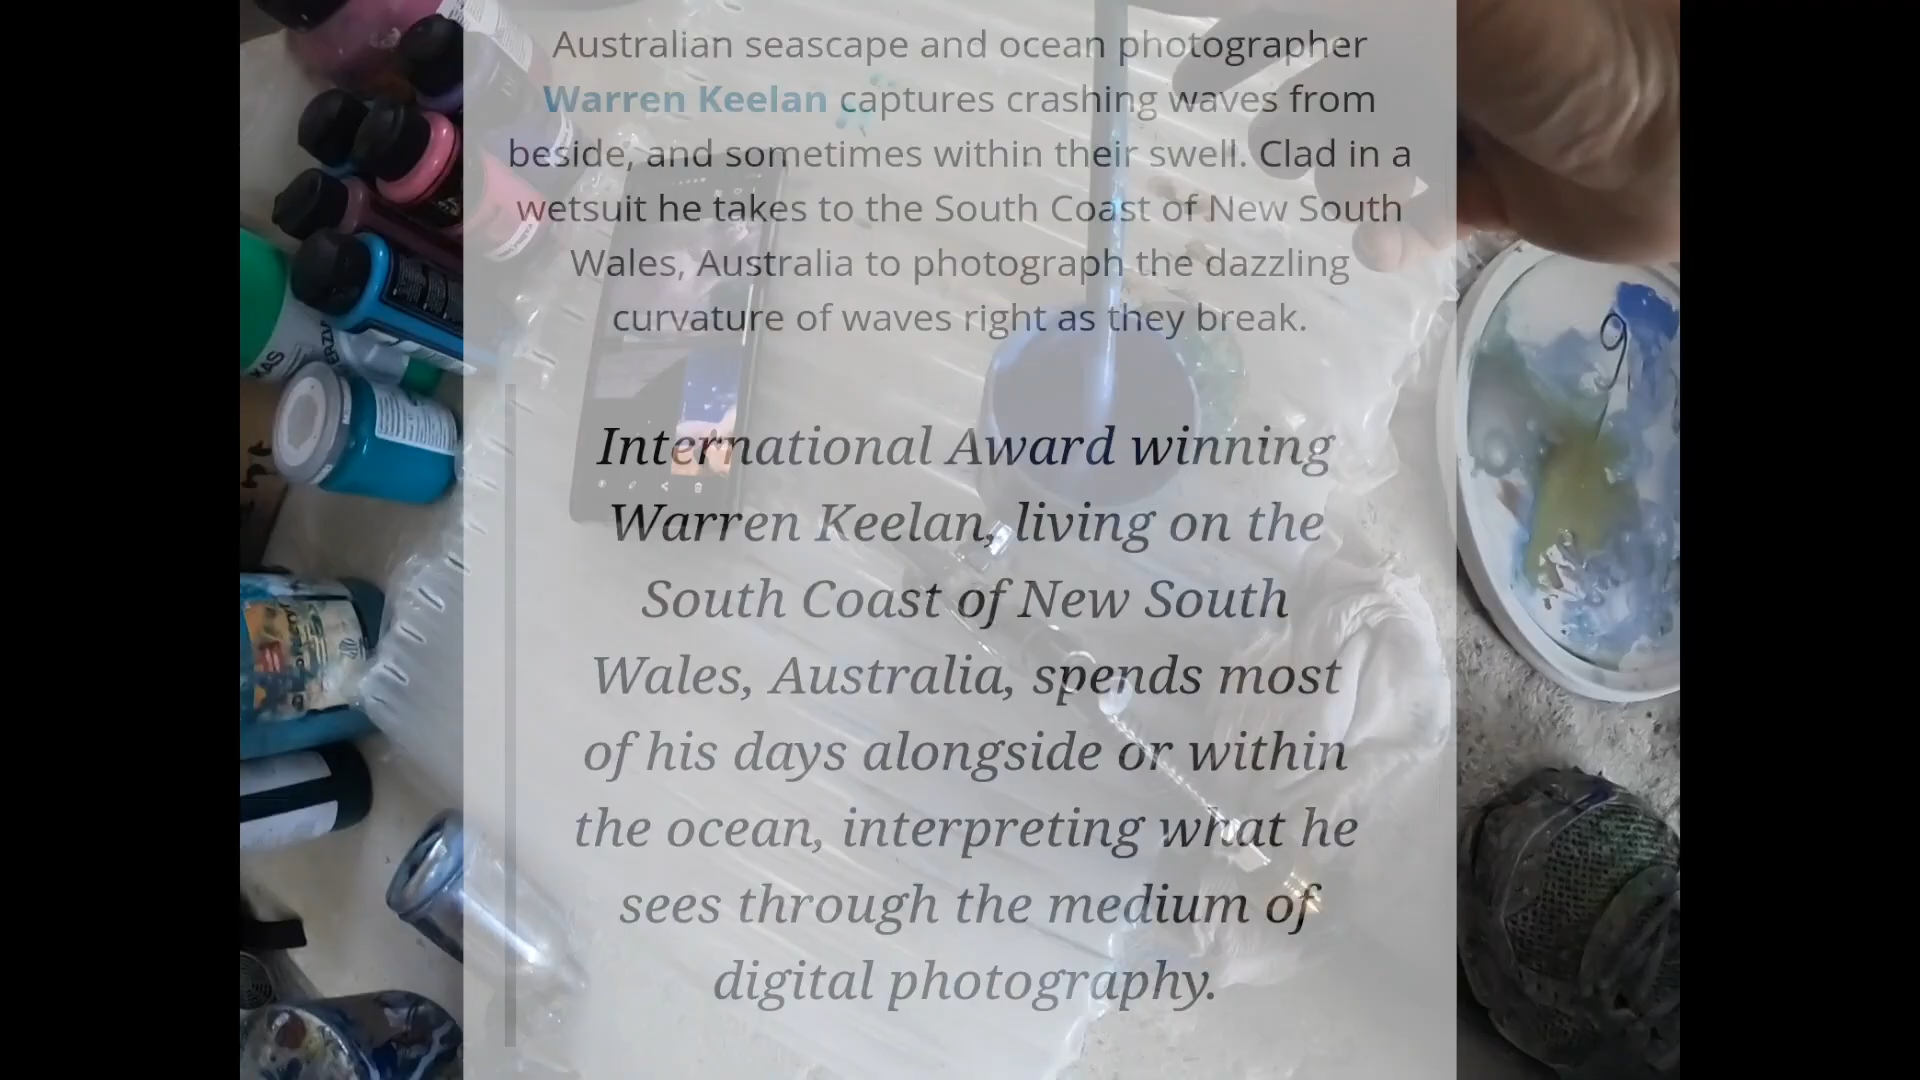 Australian seascape and ocean photographer
Warren Keelan captures crashing waves from
beside, and sometimes within their swell. Clad in a
wetsuit he takes to the South Coast of New South
Wales, Australia to photograph the dazzling
curvature of waves right as they break.
International Award winning
Warren Keelan, living on the
South Coast of New South
Wales, Australia, spends most
of his days alongside or within
the ocean, interpreting what he
sees through the medium of
digital photography.